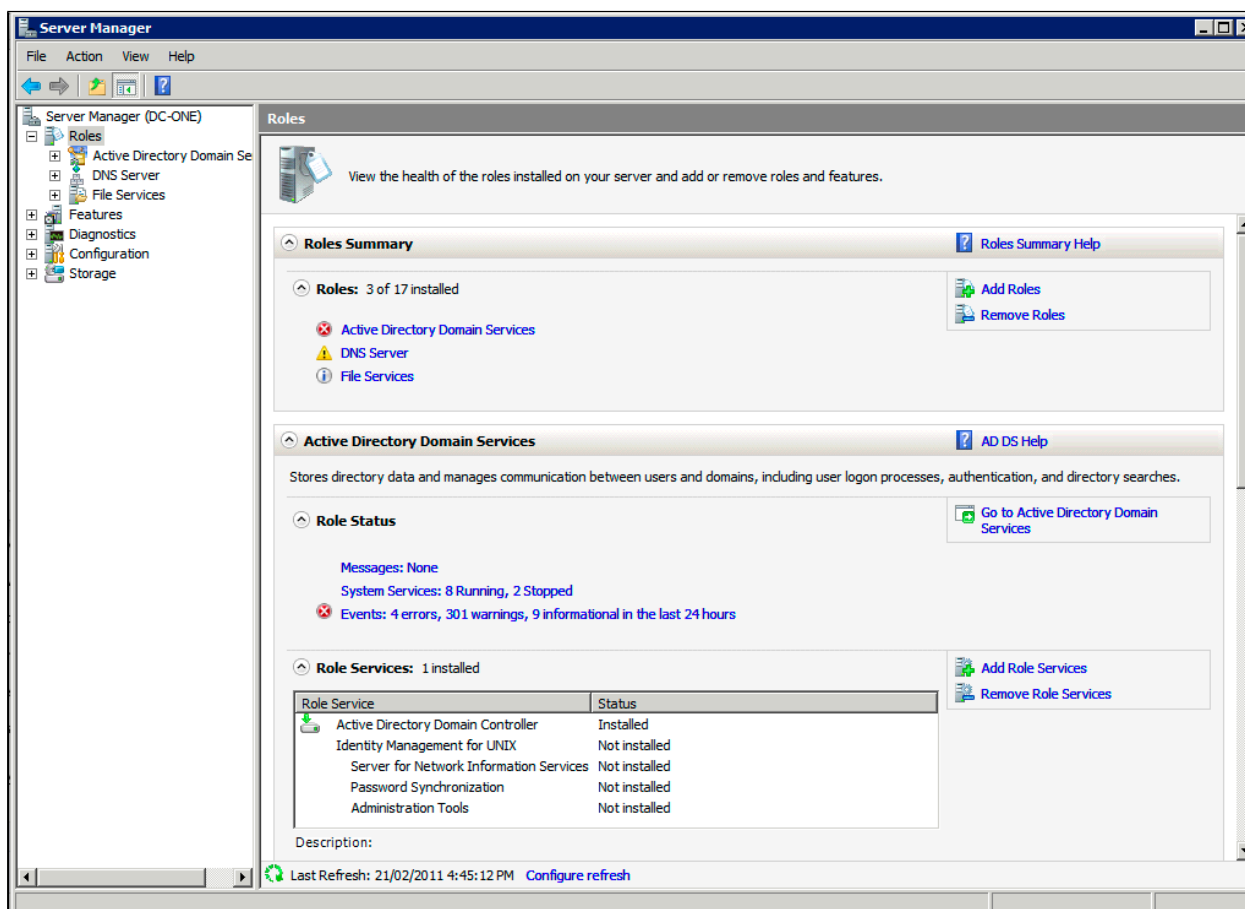 Server Manager
File Action View Help
Server Manager (DC-ONE)
Roles
Active Directory Domain Se
DNS Server
File Services
Features
Diagnostics
Configuration
Storage
Roles
View the health of the roles installed on your server and add or remove roles and features.
Roles Summary
Roles Summary Help
Roles: 3 of 17 installed
Add Roles
Remove Roles
Active Directory Domain Services
DNS Server
File Services
Active Directory Domain Services
AD DS Help
Stores directory data and manages communication between users and domains, including user logon processes, authentication, and directory searches.
Role Status
Go to Active Directory Domain
Services
Messages: None
System Services: 8 Running, 2 Stopped
Events: 4 errors, 301 warnings, 9 informational in the last 24 hours
Role Services: 1 installed
Add Role Services
Remove Role Services
Role Service Status
Active Directory Domain Controller Installed
Identity Management for UNIX Not installed
Server for Network Information Services Not installed
Password Synchronization Not installed
Administration Tools Not installed
Description:
Last Refresh: 21/02/2011 4:45:12 PM Configure refresh